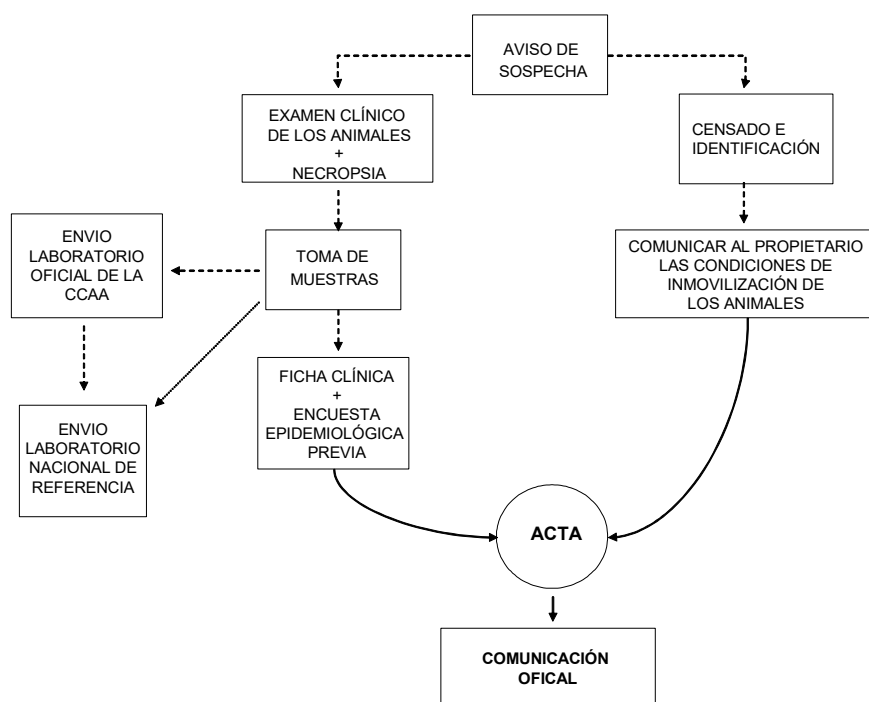 AVISO DE
SOSPECHA
EXAMEN CLÍNICO
DE LOS ANIMALES
+
NECROPSIA
CENSADO E
IDENTIFICACIÓN
ENVIO
LABORATORIO
OFICIAL DE LA
CCAA
TOMA DE
MUESTRAS
COMUNICAR AL PROPIETARIO
LAS CONDICIONES DE
INMOVILIZACIÓN DE
LOS ANIMALES
FICHA CLÍNICA
+
ENCUESTA
EPIDEMIOLÓGICA
PREVIA
ENVIO
LABORATORIO
NACIONAL DE
REFERENCIA
ACTA
COMUNICACIÓN
OFICAL